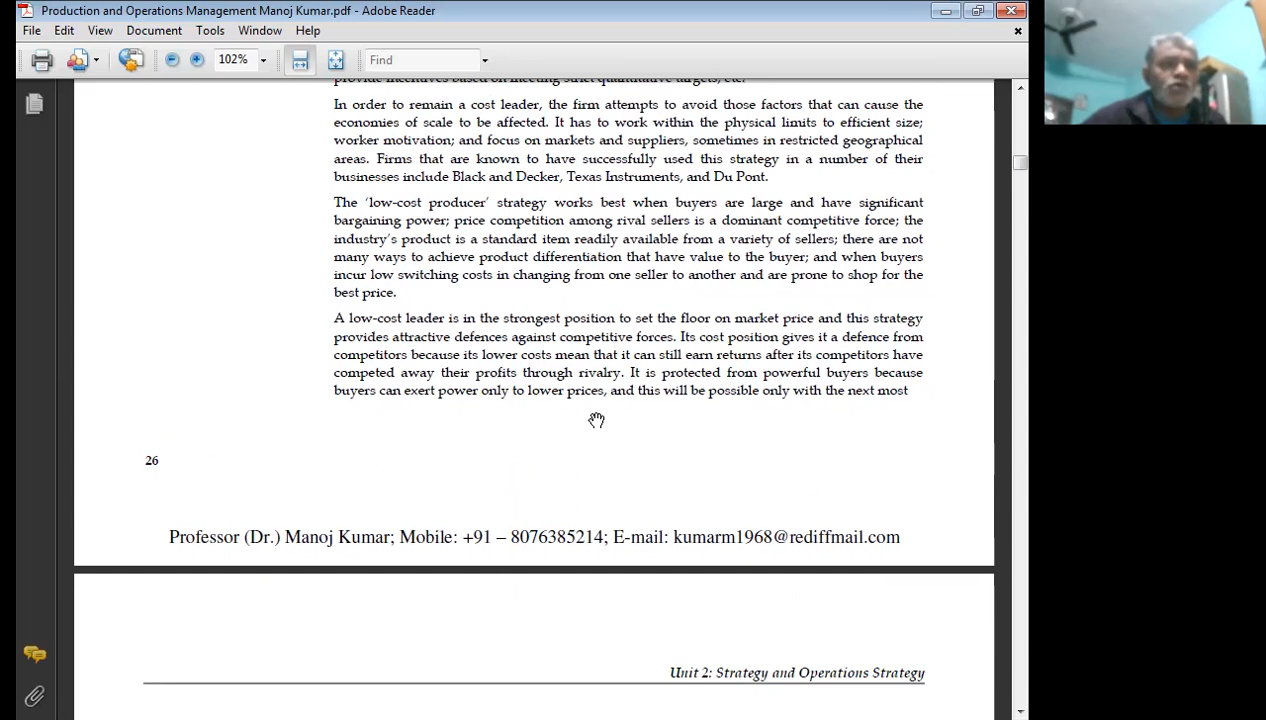 Production and Operations Management Manoj Kumar.pdf - Adobe Reader
File Edit View Document Tools Window Help
102% Find
In order to remain a cost leader, the firm attempts to avoid those factors that can cause the
economies of scale to be affected. It has to work within the physical limits to efficient size;
worker motivation; and focus on markets and suppliers, sometimes in restricted geographical
areas. Firms that are known to have successfully used this strategy in a number of their
businesses include Black and Decker, Texas Instruments, and Du Pont.
The ‘low-cost producer’ strategy works best when buyers are large and have significant
bargaining power; price competition among rival sellers is a dominant competitive force; the
industry’s product is a standard item readily available from a variety of sellers; there are not
many ways to achieve product differentiation that have value to the buyer; and when buyers
incur low switching costs in changing from one seller to another and are prone to shop for the
best price.
A low-cost leader is in the strongest position to set the floor on market price and this strategy
provides attractive defences against competitive forces. Its cost position gives it a defence from
competitors because its lower costs mean that it can still earn returns after its competitors have
competed away their profits through rivalry. It is protected from powerful buyers because
buyers can exert power only to lower prices, and this will be possible only with the next most
26
Professor (Dr.) Manoj Kumar; Mobile: +91 – 8076385214; E-mail: kumarm1968@rediffmail.com
Unit 2: Strategy and Operations Strategy